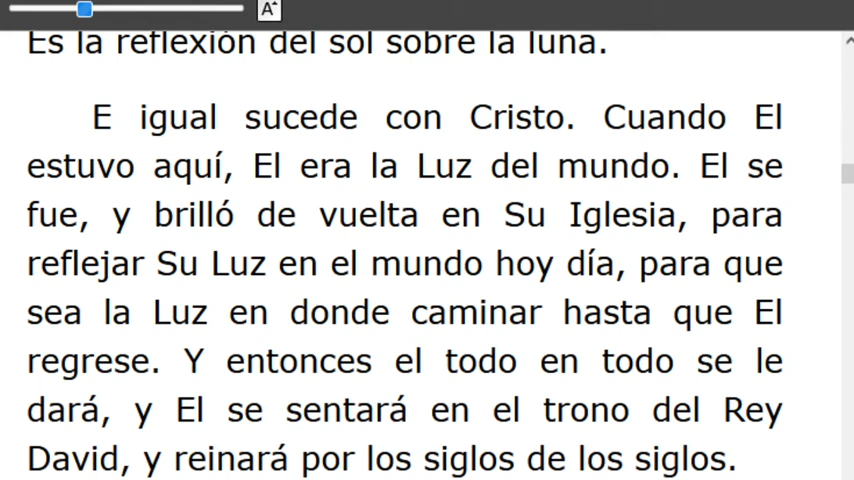 A
Es la reflexión del sol sobre la luna.
E igual sucede con Cristo. Cuando El
estuvo aquí, El era la Luz del mundo. El se
fue, y brilló de vuelta en Su Iglesia, para
reflejar Su Luz en el mundo hoy día, para que
sea la Luz en donde caminar hasta que El
regrese. Y entonces el todo en todo se le
dará, y El se sentará en el trono del Rey
David, y reinará por los siglos de los siglos.